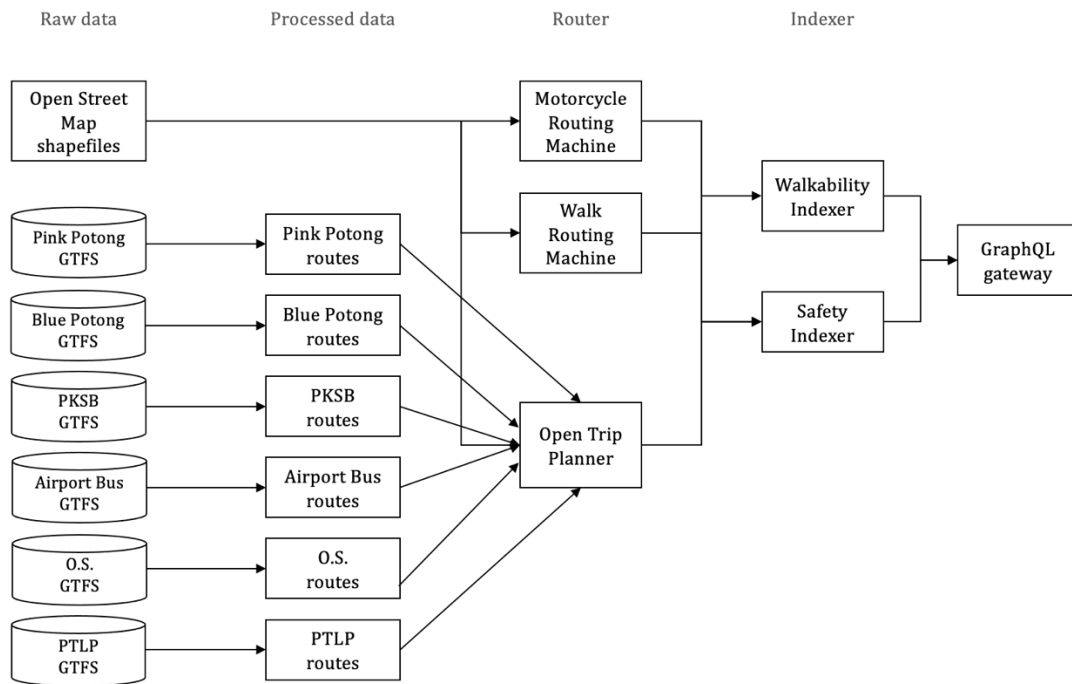 Raw data
Processed data
Router
Indexer
Open Street
Map
shapefiles
Motorcycle
Routing
Machine
Walkability
Indexer
Walk
Routing
Machine
Pink Potong
GTFS
Pink Potong
routes
GraphQL
gateway
Blue Potong
GTFS
Blue Potong
routes
Safety
Indexer
PKSB
GTFS
PKSB
routes
Open Trip
Planner
Airport Bus
GTFS
Airport Bus
routes
O.S.
GTFS
O.S.
routes
PTLP
GTFS
PTLP
routes